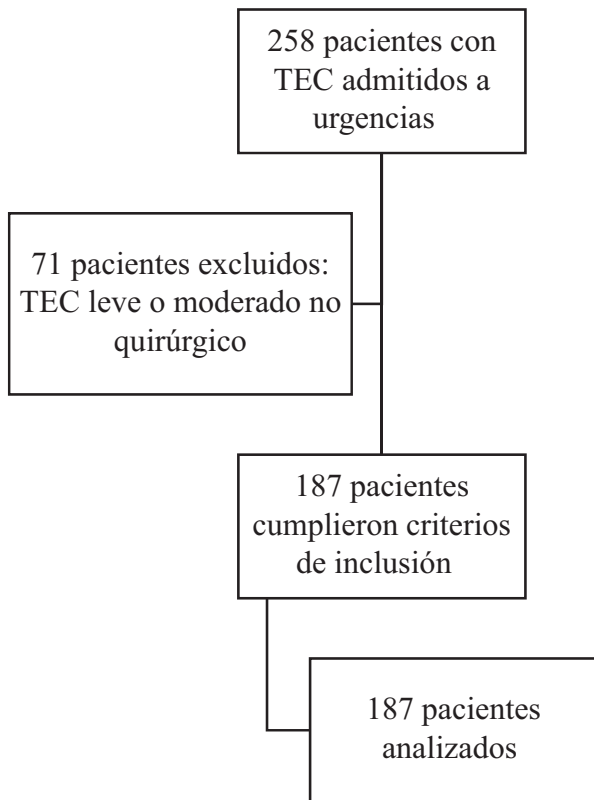 258 pacientes con
TEC admitidos a
urgencias
71 pacientes excluidos:
TEC leve o moderado no
quirúrgico
187 pacientes
cumplieron criterios
de inclusión
187 pacientes
analizados